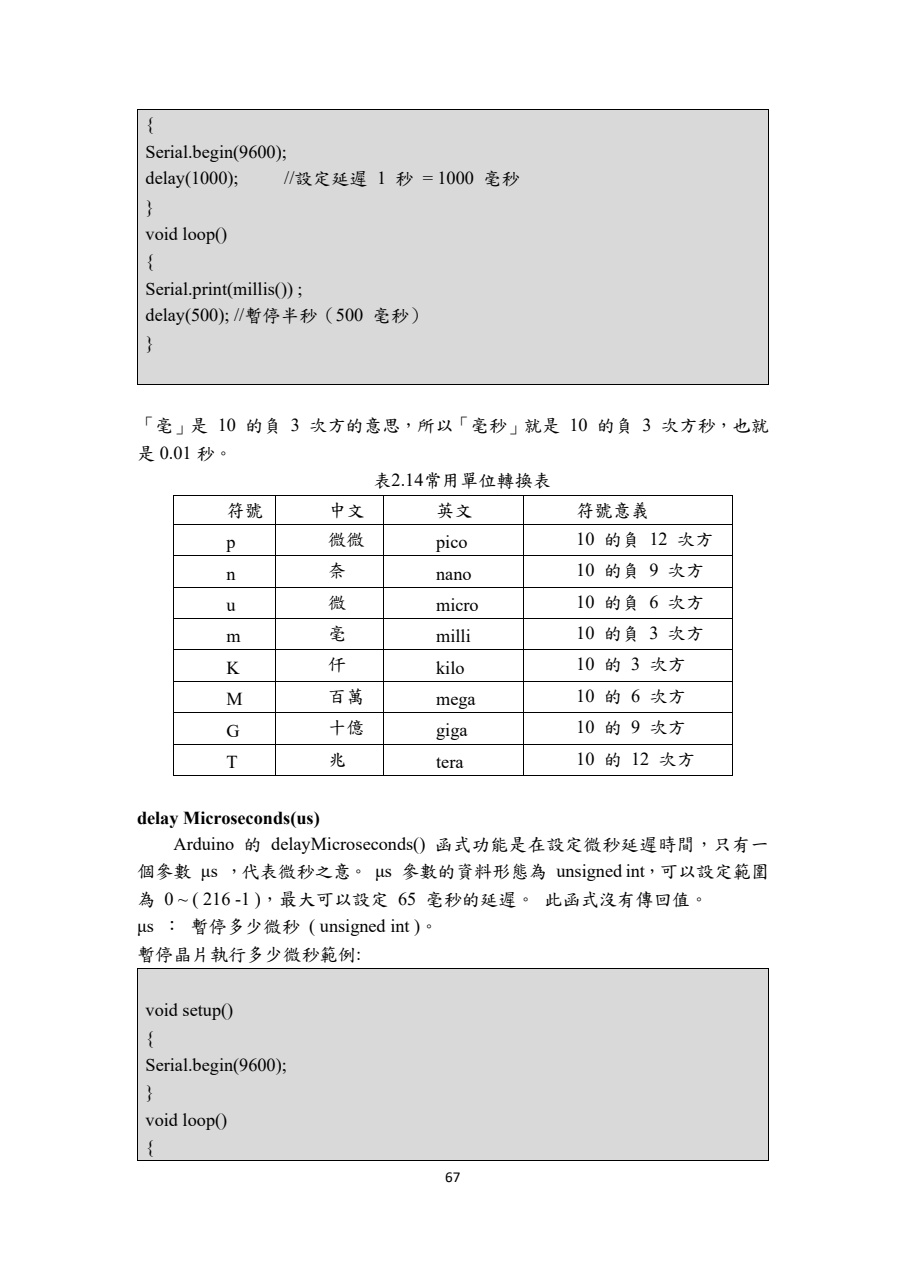 {
Serial.begin(9600);
delay(1000); //設定延遲 1 秒 = 1000 毫秒
}
void loop()
{
Serial.print(millis()) ;
delay(500); //暫停半秒（500 毫秒）
}
「毫」是 10 的負 3 次方的意思，所以「毫秒」就是 10 的負 3 次方秒，也就
是 0.01 秒。
表2.14常用單位轉換表
符號 中文 英文 符號意義
p 微微 pico 10 的負 12 次方
n 奈 nano 10 的負 9 次方
u 微 micro 10 的負 6 次方
m 毫 milli 10 的負 3 次方
K 仟 kilo 10 的 3 次方
M 百萬 mega 10 的 6 次方
G 十億 giga 10 的 9 次方
T 兆 tera 10 的 12 次方
delay Microseconds(us)
Arduino 的 delayMicroseconds() 函式功能是在設定微秒延遲時間，只有一
個參數 μs ，代表微秒之意。 μs 參數的資料形態為 unsigned int，可以設定範圍
為 0 ~ ( 216 -1 )，最大可以設定 65 毫秒的延遲。 此函式沒有傳回值。
μs ： 暫停多少微秒 ( unsigned int )。
暫停晶片執行多少微秒範例:
void setup()
{
Serial.begin(9600);
}
void loop()
{
67